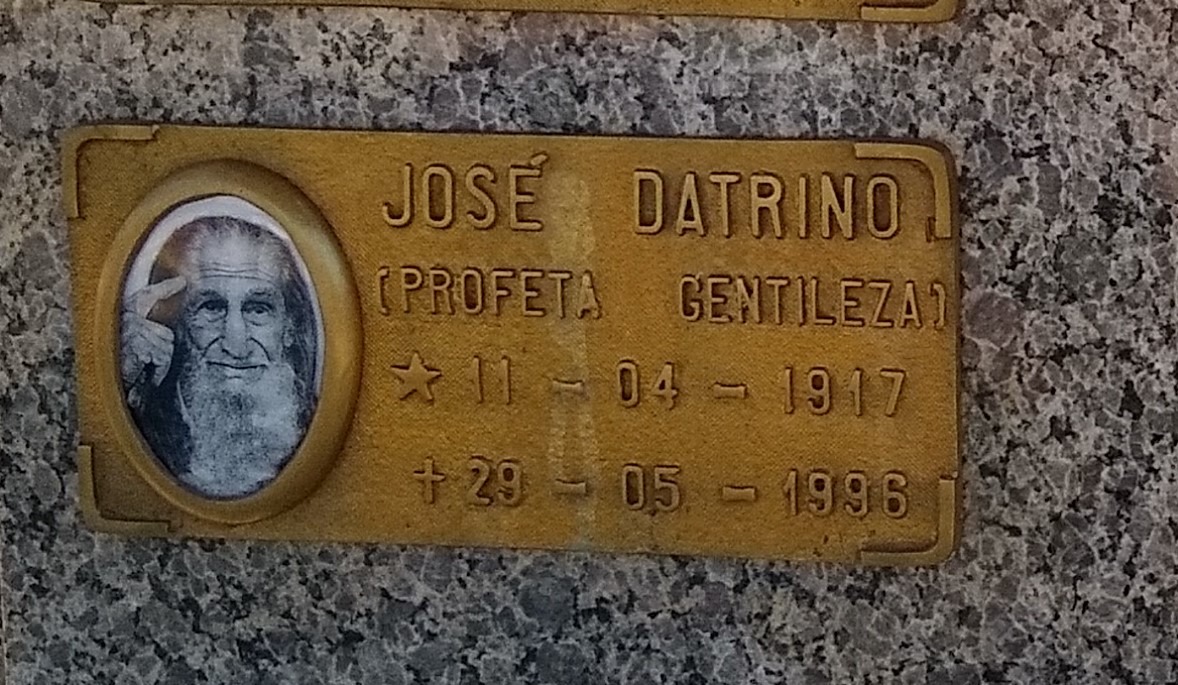 JOSÉ DATRINO
(PROFETA GENTILEZA)
★ 11 - 04 - 1917
✝ 29 - 05 - 1996